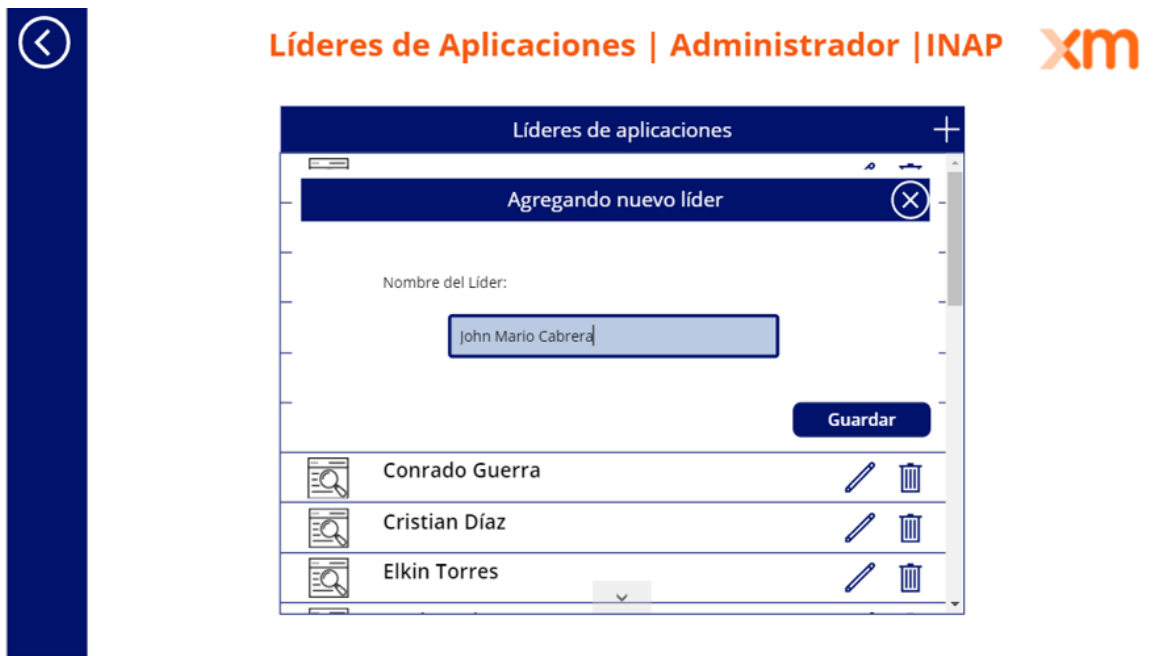 Líderes de Aplicaciones | Administrador |INAP
xm
Líderes de aplicaciones
Agregando nuevo líder
Nombre del Líder:
John Mario Cabrera
Guardar
Conrado Guerra
Cristian Díaz
Elkin Torres